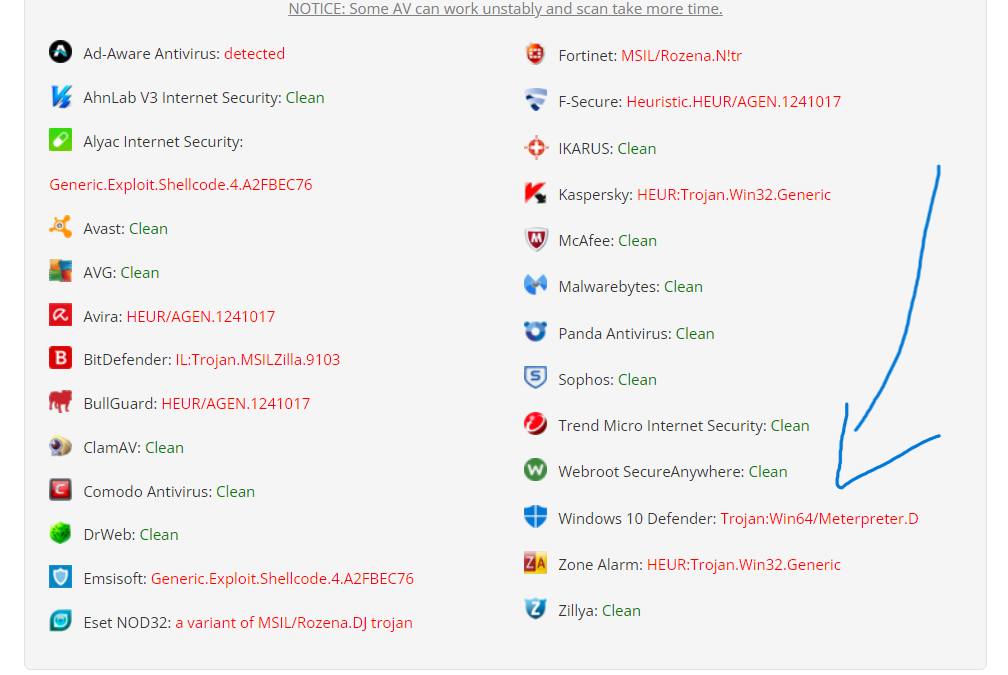 NOTICE: Some AV can work unstably and scan take more time.
Ad-Aware Antivirus: detected
AhnLab V3 Internet Security: Clean
Alyac Internet Security:
Generic.Exploit.Shellcode.4.A2FBEC76
Avast: Clean
AVG: Clean
Avira: HEUR/AGEN.1241017
BitDefender: IL:Trojan.MSILZilla.9103
BullGuard: HEUR/AGEN.1241017
ClamAV: Clean
Comodo Antivirus: Clean
DrWeb: Clean
Emsisoft: Generic.Exploit.Shellcode.4.A2FBEC76
Eset NOD32: a variant of MSIL/Rozena.DJ trojan
Fortinet: MSIL/Rozena.N!tr
F-Secure: Heuristic.HEUR/AGEN.1241017
IKARUS: Clean
Kaspersky: HEUR:Trojan.Win32.Generic
McAfee: Clean
Malwarebytes: Clean
Panda Antivirus: Clean
Sophos: Clean
Trend Micro Internet Security: Clean
Webroot SecureAnywhere: Clean
Windows 10 Defender: Trojan:Win64/Meterpreter.D
Zone Alarm: HEUR:Trojan.Win32.Generic
Zillya: Clean